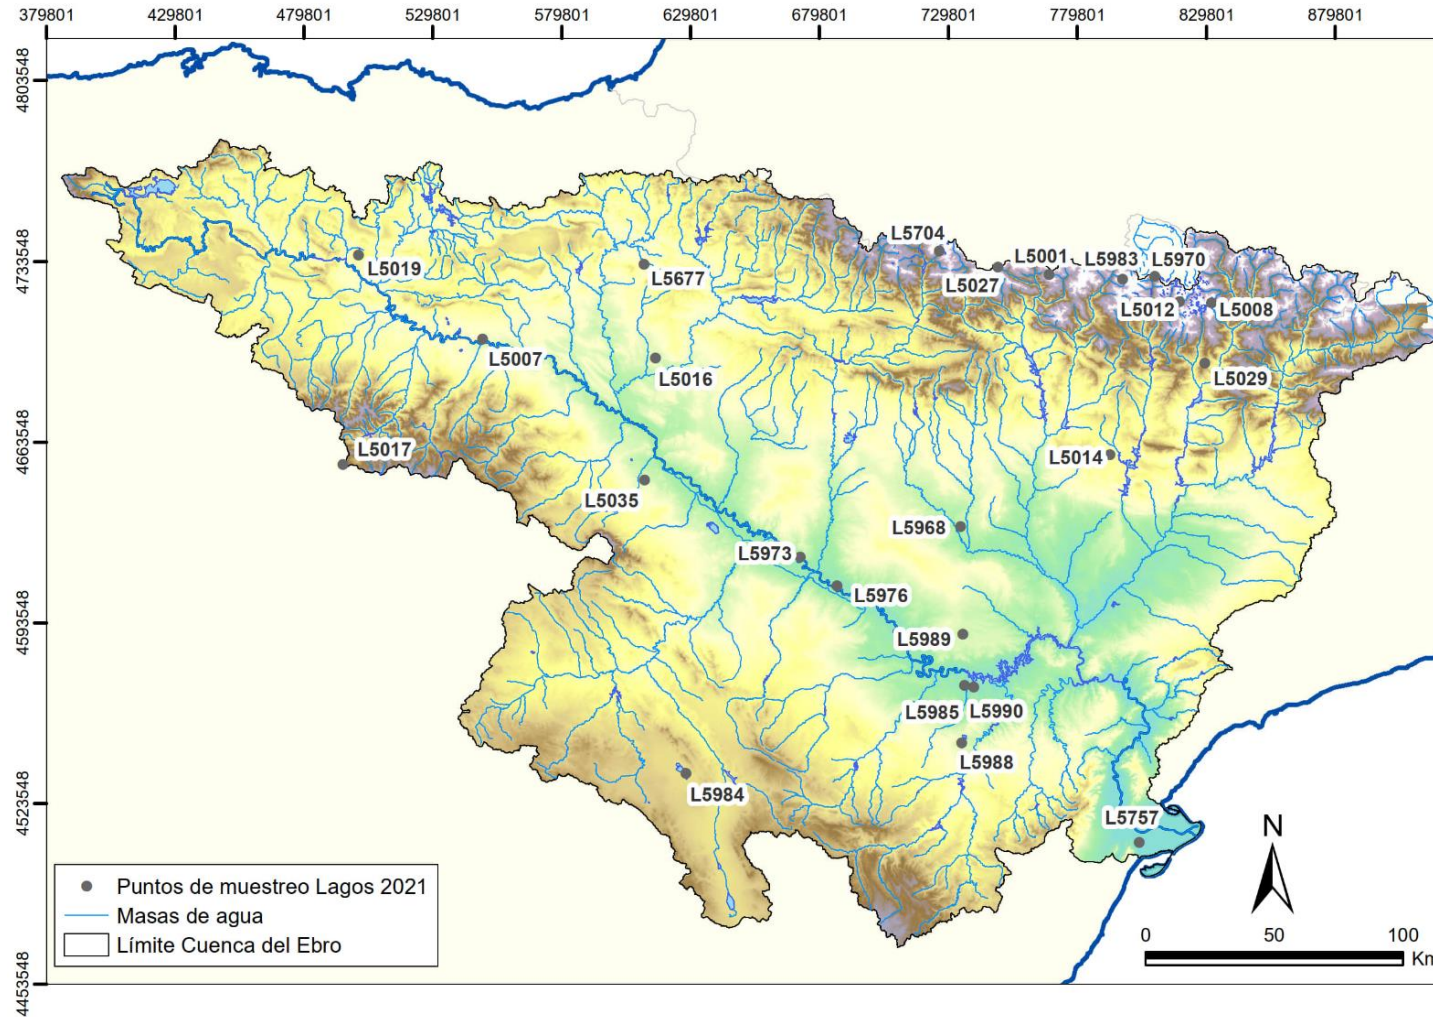 379801 429801 479801 529801 579801 629801 679801 729801 779801 829801 879801
4803548
4733548
4663548
4595548
4523548
4453548
L5704
L5001
L5983
L5970
L5019
L5677
L5027
L5012
L5008
L5007
L5016
L5029
L5017
L5014
L5035
L5968
L5973
L5976
L5989
L5985
L5990
L5988
L5984
L5757
N
Puntos de muestreo Lagos 2021
Masas de agua
Límite Cuenca del Ebro
0 50 100
Km